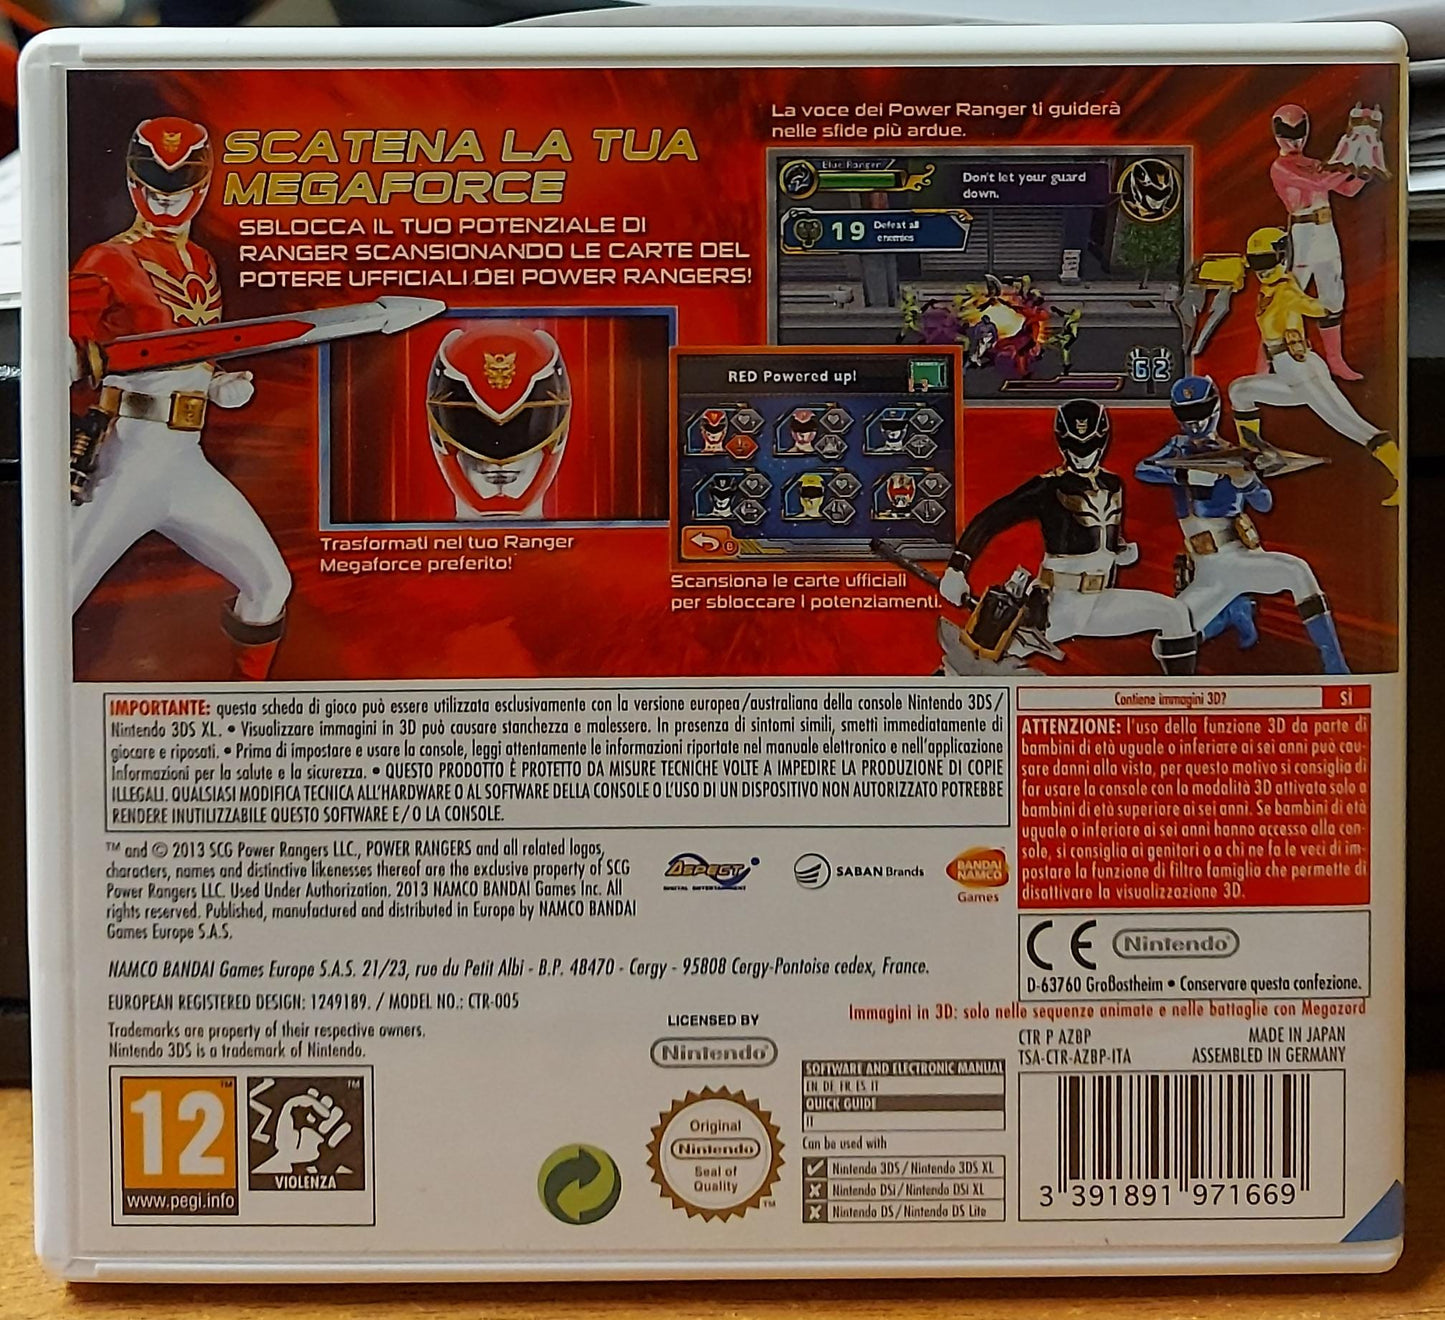 SCATENA LA TUA
MEGAFORCE
SBLOCCA IL TUO POTENZIALE DI
RANGER SCANSIONANDO LE CARTE DEL
POTERE UFFICIALI DEI POWER RANGERS!
La voce dei Power Ranger ti guiderà
nelle sfide più ardue.
Blue Ranger
Don't let your guard
down.
19 Defeat all
enemies
62
RED Powered up!
B
Trasformati nel tuo Ranger
Megaforce preferito!
Scansiona le carte ufficiali
per sbloccare i potenziamenti.
IMPORTANTE: questa scheda di gioco può essere utilizzata esclusivamente con la versione europea/australiana della console Nintendo 3DS/
Nintendo 3DS XL. • Visualizzare immagini in 3D può causare stanchezza e malessere. In presenza di sintomi simili, smetti immediatamente di
giocare e riposati. • Prima di impostare e usare la console, leggi attentamente le informazioni riportate nel manuale elettronico e nell'applicazione
Informazioni per la salute e la sicurezza. • QUESTO PRODOTTO È PROTETTO DA MISURE TECNICHE VOLTE A IMPEDIRE LA PRODUZIONE DI COPIE
ILLEGALI. QUALSIASI MODIFICA TECNICA ALL'HARDWARE O AL SOFTWARE DELLA CONSOLE O L'USO DI UN DISPOSITIVO NON AUTORIZZATO POTREBBE
RENDERE INUTILIZZABILE QUESTO SOFTWARE E/O LA CONSOLE.
Contiene immagini 3D? SÌ
ATTENZIONE: l'uso della funzione 3D da parte di
bambini di età uguale o inferiore ai sei anni può cau-
sare danni alla vista, per questo motivo si consiglia di
far usare la console con la modalità 3D attivata solo a
bambini di età superiore ai sei anni. Se bambini di età
uguale o inferiore ai sei anni hanno accesso alla con-
sole, si consiglia ai genitori o a chi ne fa le veci di im-
postare la funzione di filtro famiglia che permette di
disattivare la visualizzazione 3D.
™ and © 2013 SCG Power Rangers LLC., POWER RANGERS and all related logos,
characters, names and distinctive likenesses thereof are the exclusive property of SCG
Power Rangers LLC. Used Under Authorization. 2013 NAMCO BANDAI Games Inc. All
rights reserved. Published, manufactured and distributed in Europe by NAMCO BANDAI
Games Europe S.A.S.
ASPECT
DIGITAL ENTERTAINMENT
SABAN Brands
BANDAI
NAMCO
Games
NAMCO BANDAI Games Europe S.A.S. 21/23, rue du Petit Albi - B.P. 48470 - Cergy - 95808 Cergy-Pontoise cedex, France.
CE Nintendo
D-63760 Großostheim • Conservare questa confezione.
EUROPEAN REGISTERED DESIGN: 1249189. / MODEL NO.: CTR-005
Immagini in 3D: solo nelle sequenze animate e nelle battaglie con Megazord
Trademarks are property of their respective owners.
Nintendo 3DS is a trademark of Nintendo.
LICENSED BY
Nintendo
CTR P AZBP MADE IN JAPAN
TSA-CTR-AZBP-ITA ASSEMBLED IN GERMANY
12 ™
www.pegi.info
™
VIOLENZA
Original
Nintendo
Seal of
Quality
™
SOFTWARE AND ELECTRONIC MANUAL
EN DE FR ES IT
QUICK GUIDE
IT
Can be used with
Nintendo 3DS/Nintendo 3DS XL
Nintendo DSi/Nintendo DSi XL
Nintendo DS/Nintendo DS Lite
3 391891 971669